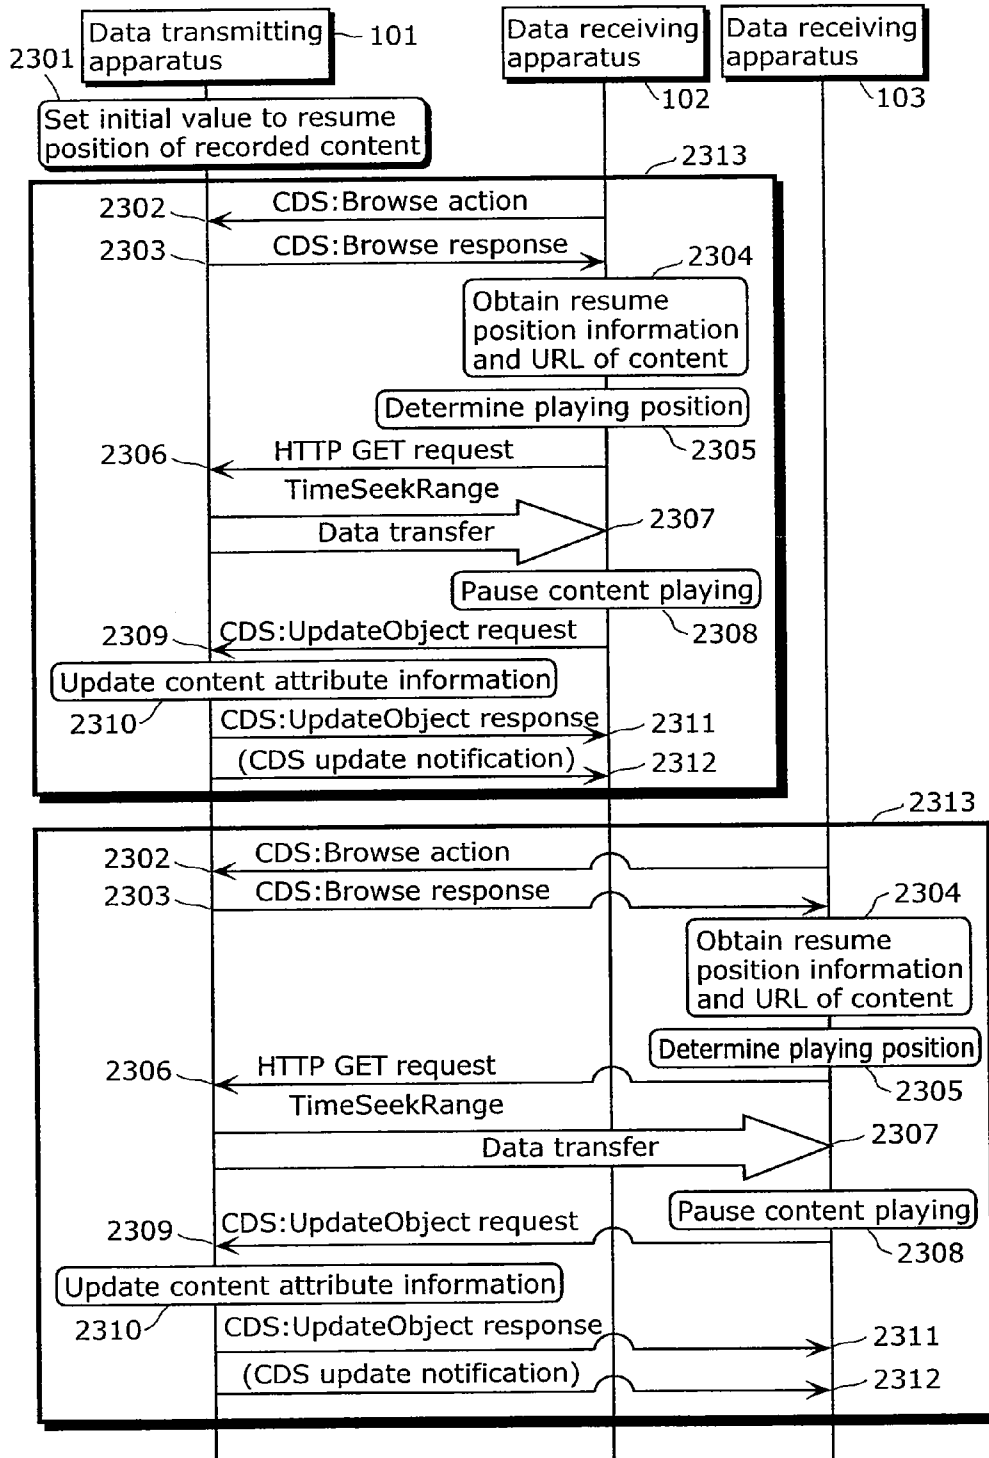 Data transmitting
apparatus
101
Data receiving
apparatus
102
Data receiving
apparatus
103
2301
Set initial value to resume
position of recorded content
2313
2302
CDS:Browse action
2303
CDS:Browse response
2304
Obtain resume
position information
and URL of content
Determine playing position
2305
2306
HTTP GET request
TimeSeekRange
Data transfer
2307
Pause content playing
2308
2309
CDS:UpdateObject request
Update content attribute information
2310
CDS:UpdateObject response
2311
(CDS update notification)
2312
2313
2302
CDS:Browse action
2303
CDS:Browse response
2304
Obtain resume
position information
and URL of content
Determine playing position
2305
2306
HTTP GET request
TimeSeekRange
Data transfer
2307
Pause content playing
2308
2309
CDS:UpdateObject request
Update content attribute information
2310
CDS:UpdateObject response
2311
(CDS update notification)
2312